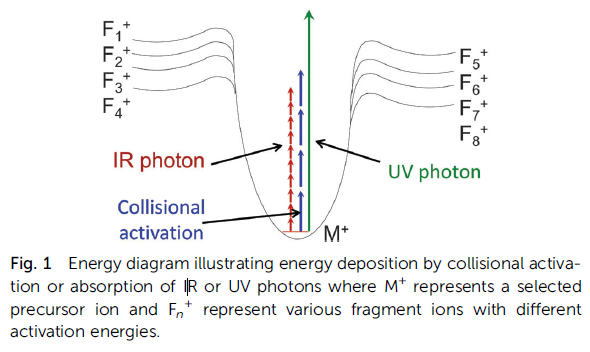 F₁⁺
F₂⁺
F₃⁺
F₄⁺
F₅⁺
F₆⁺
F₇⁺
F₈⁺
IR photon
UV photon
Collisional
activation
M⁺
Fig. 1 Energy diagram illustrating energy deposition by collisional activa-
tion or absorption of IR or UV photons where M⁺ represents a selected
precursor ion and Fₙ⁺ represent various fragment ions with different
activation energies.